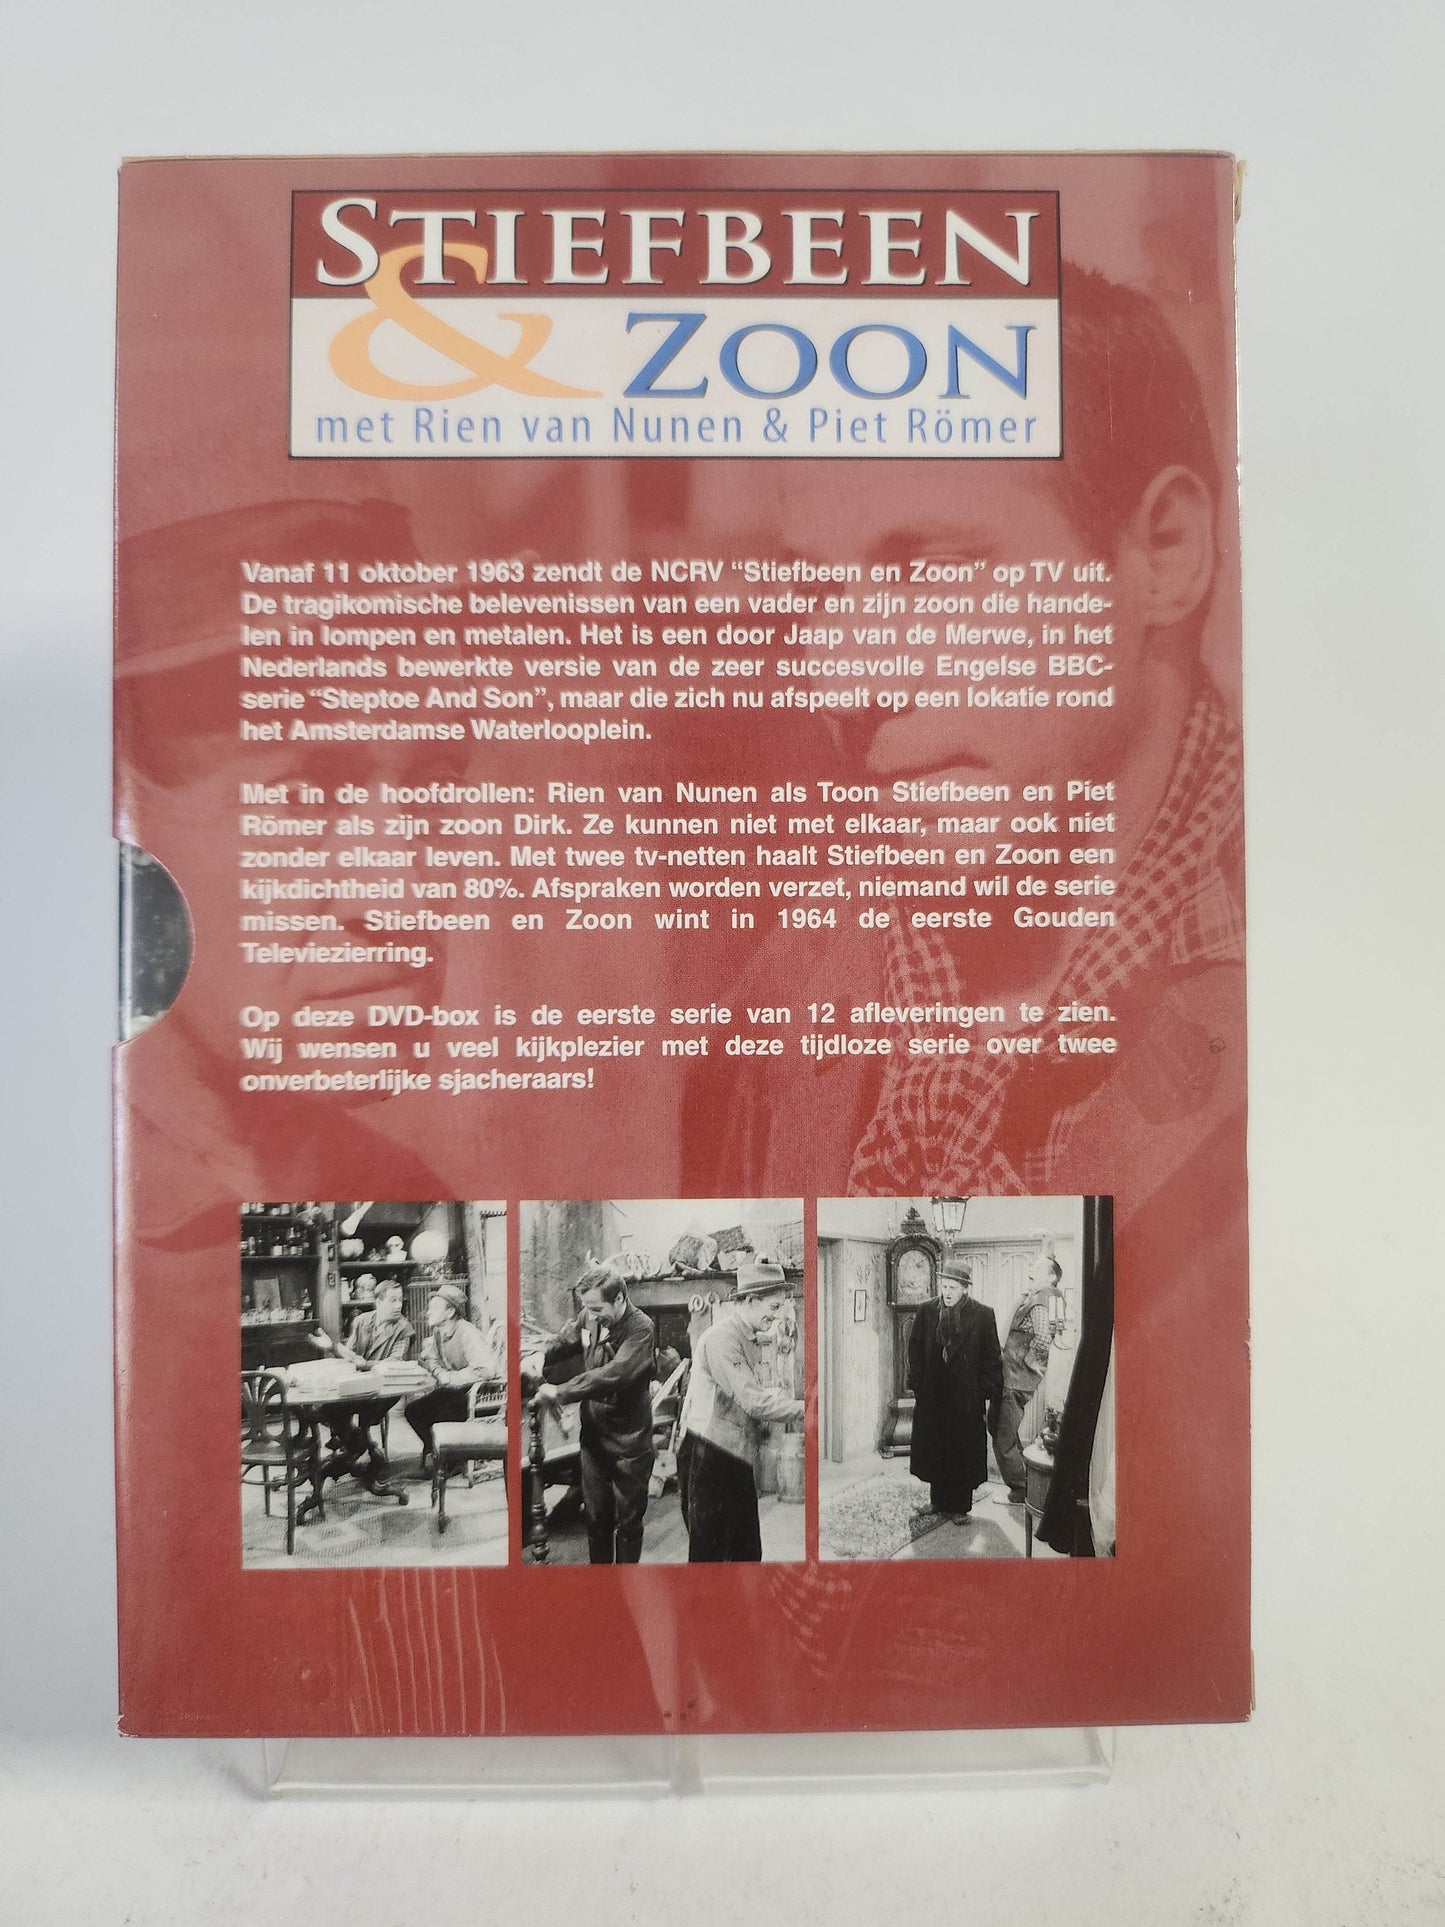 STIEFBEEN
& ZOON
met Rien van Nunen & Piet Römer
Vanaf 11 oktober 1963 zendt de NCRV “Stiefbeen en Zoon” op TV uit.
De tragikomische belevenissen van een vader en zijn zoon die hande-
len in lompen en metalen. Het is een door Jaap van de Merwe, in het
Nederlands bewerkte versie van de zeer succesvolle Engelse BBC-
serie “Steptoe And Son”, maar die zich nu afspeelt op een lokatie rond
het Amsterdamse Waterlooplein.
Met in de hoofdrollen: Rien van Nunen als Toon Stiefbeen en Piet
Römer als zijn zoon Dirk. Ze kunnen niet met elkaar, maar ook niet
zonder elkaar leven. Met twee tv-netten haalt Stiefbeen en Zoon een
kijkdichtheid van 80%. Afspraken worden verzet, niemand wil de serie
missen. Stiefbeen en Zoon wint in 1964 de eerste Gouden
Televiezierring.
Op deze DVD-box is de eerste serie van 12 afleveringen te zien.
Wij wensen u veel kijkplezier met deze tijdloze serie over twee
onverbeterlijke sjacheraars!